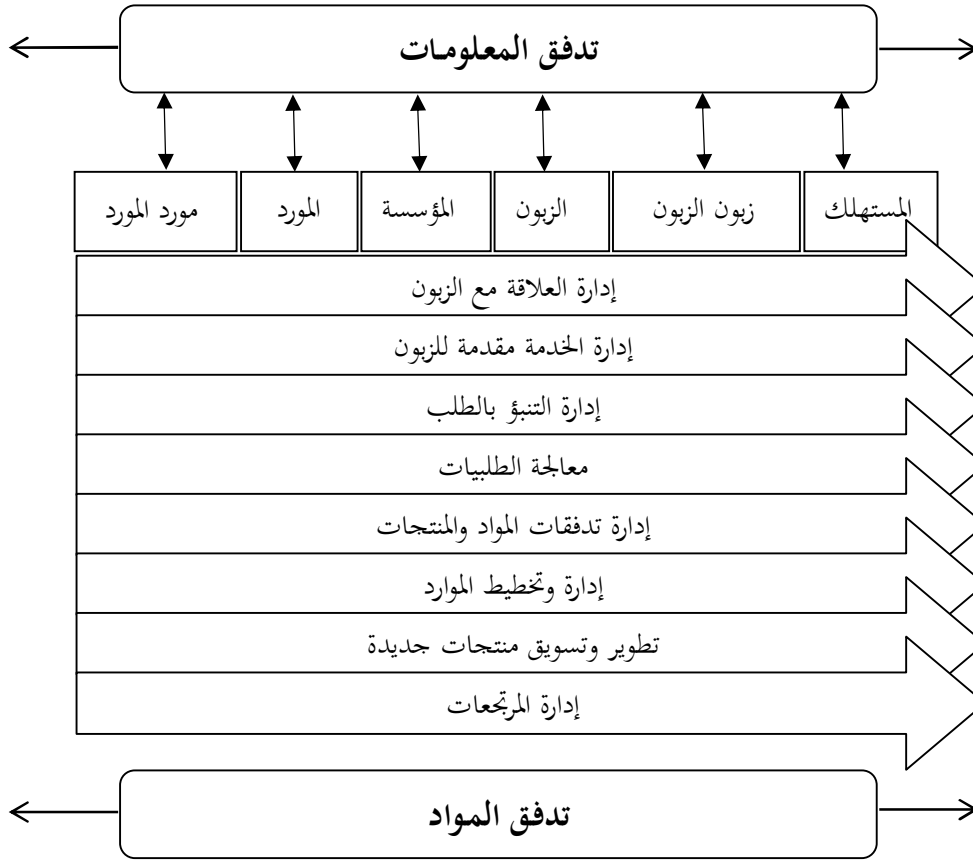 تدفق المعلومات
مورد المورد
المورد
المؤسسة
الزبون
زبون الزبون
المستهلك
إدارة العلاقة مع الزبون
إدارة الخدمة مقدمة للزبون
إدارة التنبؤ بالطلب
معالجة الطلبيات
إدارة تدفقات المواد والمنتجات
إدارة وتخطيط الموارد
تطوير وتسويق منتجات جديدة
إدارة المرتجعات
تدفق المواد